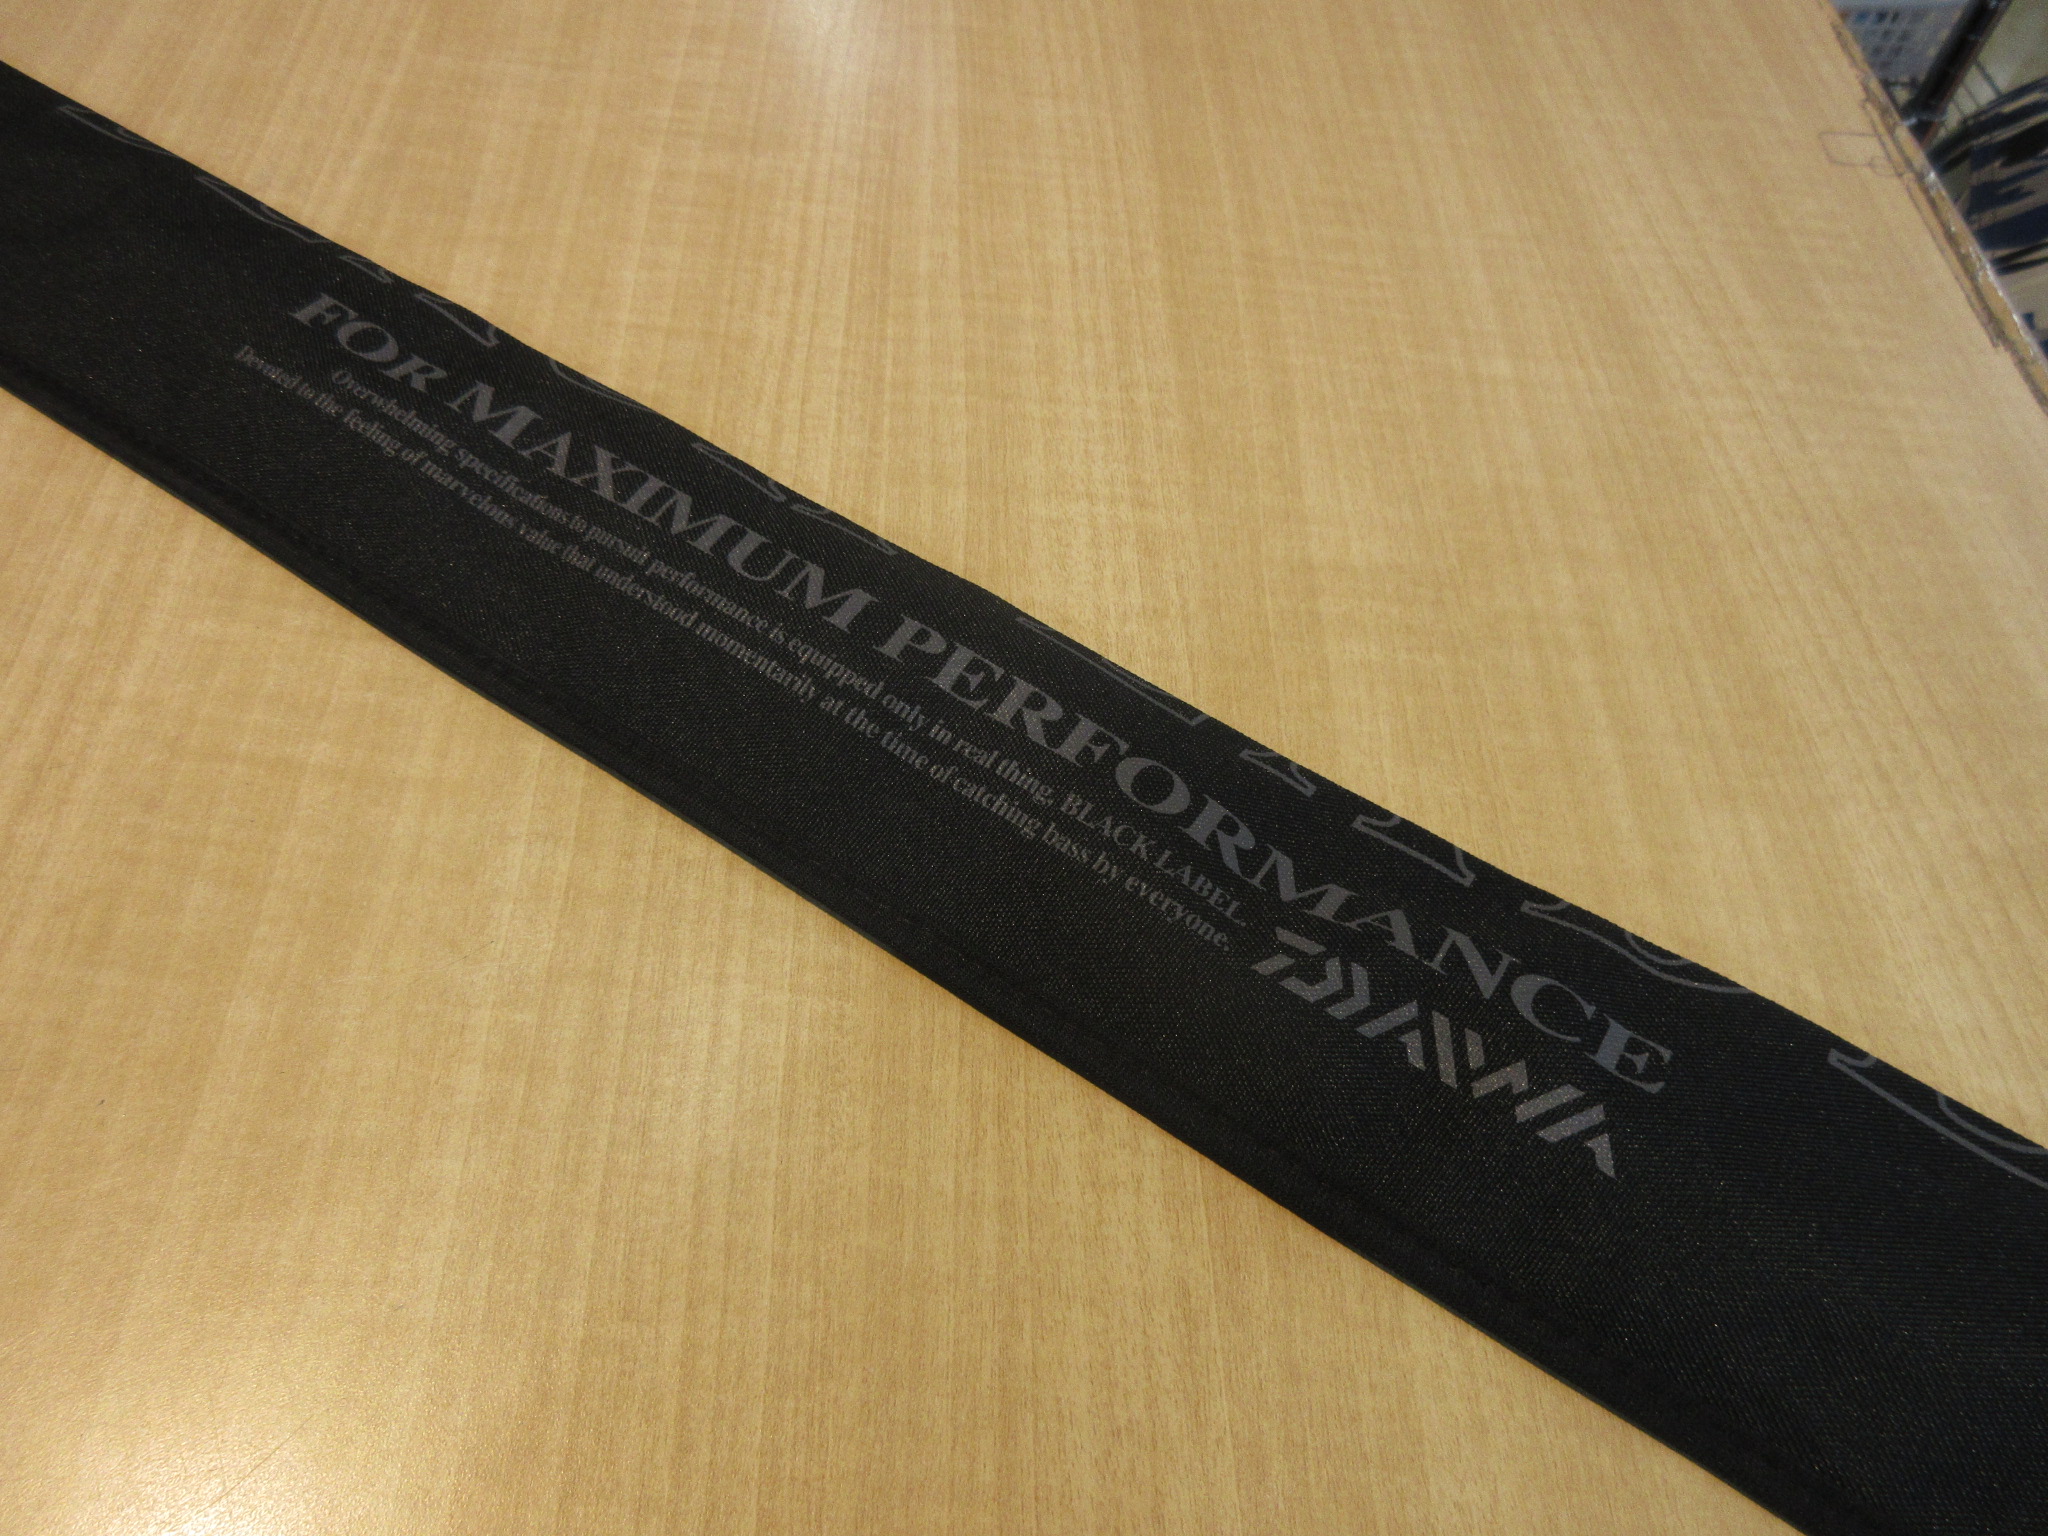 FOR MAXIMUM PERFORMANCE
Overwhelming specifications to pursuit performance is equipped only in real thing. BLACK LABEL.
Devoted to the feeling of marvelous value that understood momentarily at the time of catching bass by everyone.
DAIWA